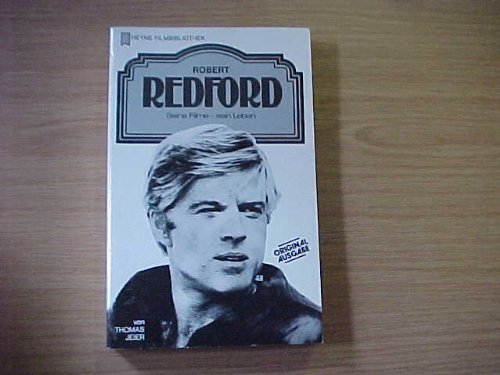 HEYNE FILMBIBLIOTHEK
ROBERT
REDFORD
Seine Filme – sein Leben
ORIGINAL
AUSGABE
von
THOMAS
JEIER